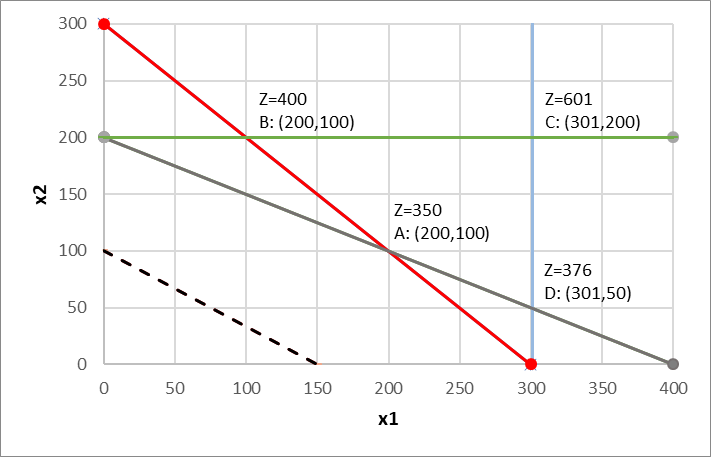 300
250
200
150
100
50
0
x2
Z=400
B: (200,100)
Z=601
C: (301,200)
Z=350
A: (200,100)
Z=376
D: (301,50)
0 50 100 150 200 250 300 350 400
x1